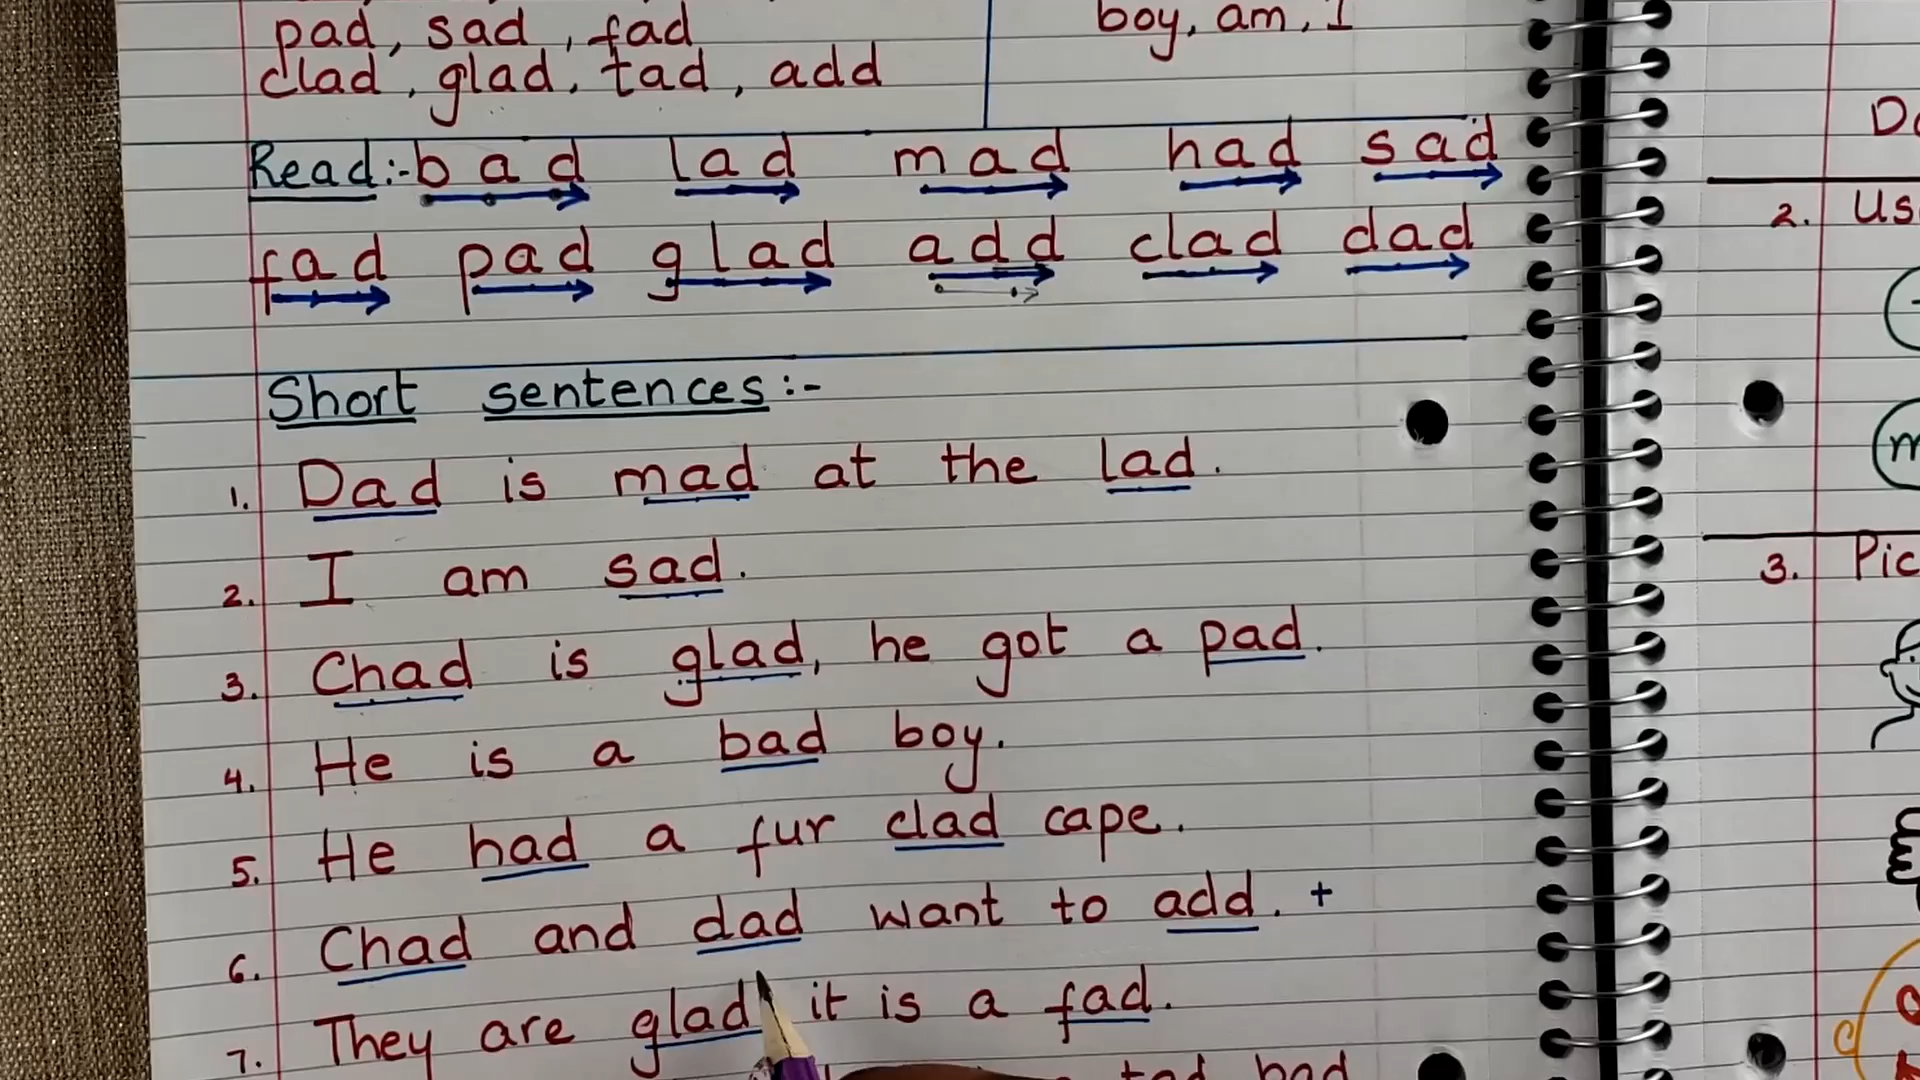 pad, sad, fad
clad, glad, tad, add
boy, am, I
Read:- bad lad mad had sad
fad pad glad add clad dad
Short sentences:-
1. Dad is mad at the lad.
2. I am sad.
3. Chad is glad, he got a pad.
4. He is a bad boy.
5. He had a fur clad cape.
6. Chad and dad want to add. +
7. They are glad it is a fad.
tad bad
2. Us
3. Pic